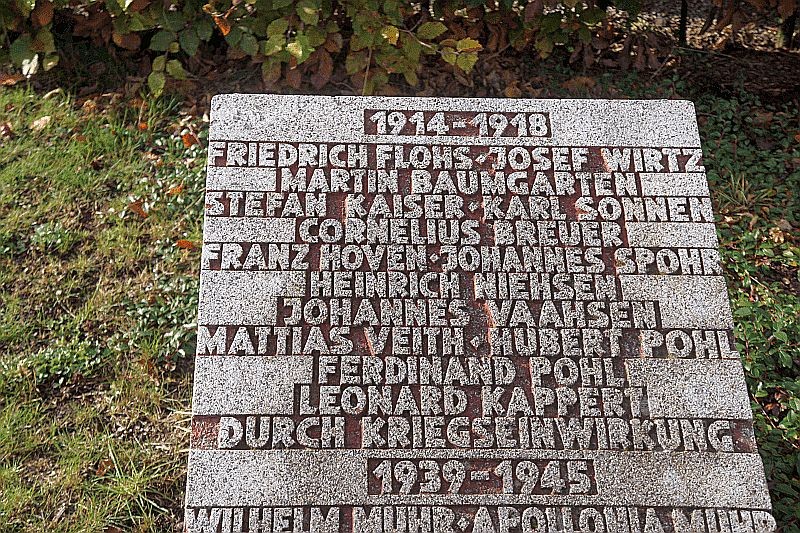 1914-1918
FRIEDRICH FLOHS·JOSEF WIRTZ
MARTIN BAUMGARTEN
STEFAN KAISER·KARL SONNEN
CORNELIUS BREUER
FRANZ HOVEN·JOHANNES SPOHR
HEINRICH NIEHSEN
JOHANNES VAAHSEN
MATTIAS VEITH·HUBERT POHL
FERDINAND POHL
LEONARD KAPPERT
DURCH KRIEGSEINWIRKUNG
1939-1945
WILHELM MUHR·APOLLONIA MUHR